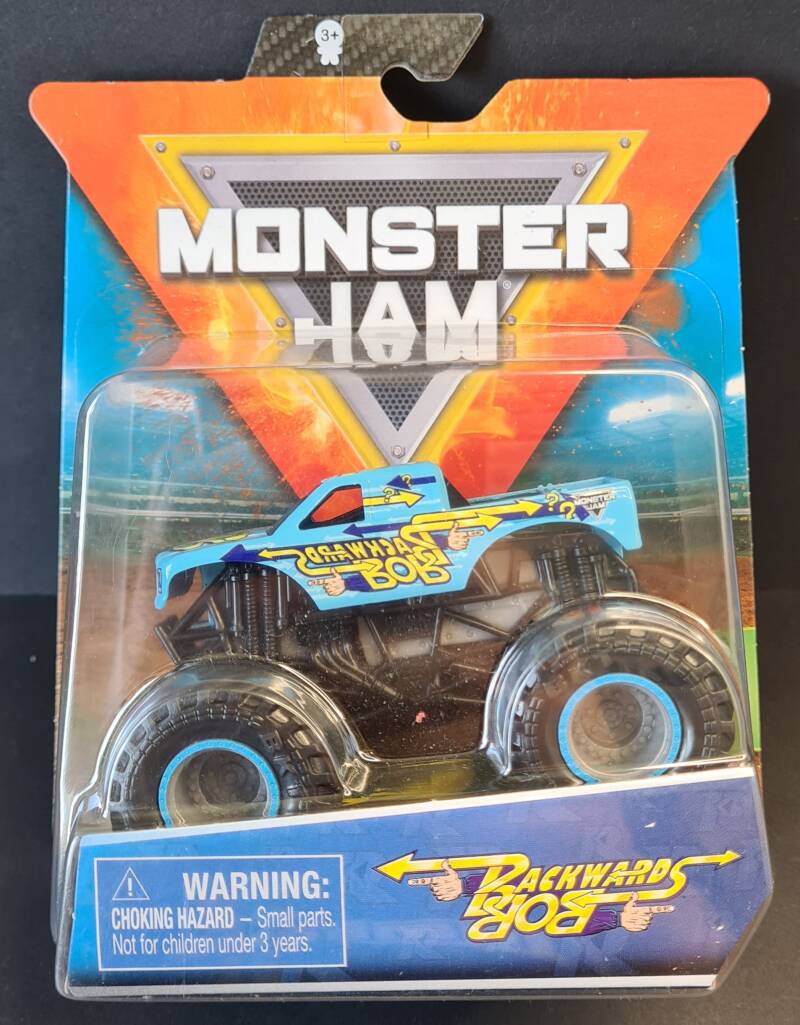 3+
MONSTER
JAM
®
? ?
? ?
MONSTER
JAM
BACKWARDS
BOB
WARNING:
CHOKING HAZARD – Small parts.
Not for children under 3 years.
BACKWARDS
BOB